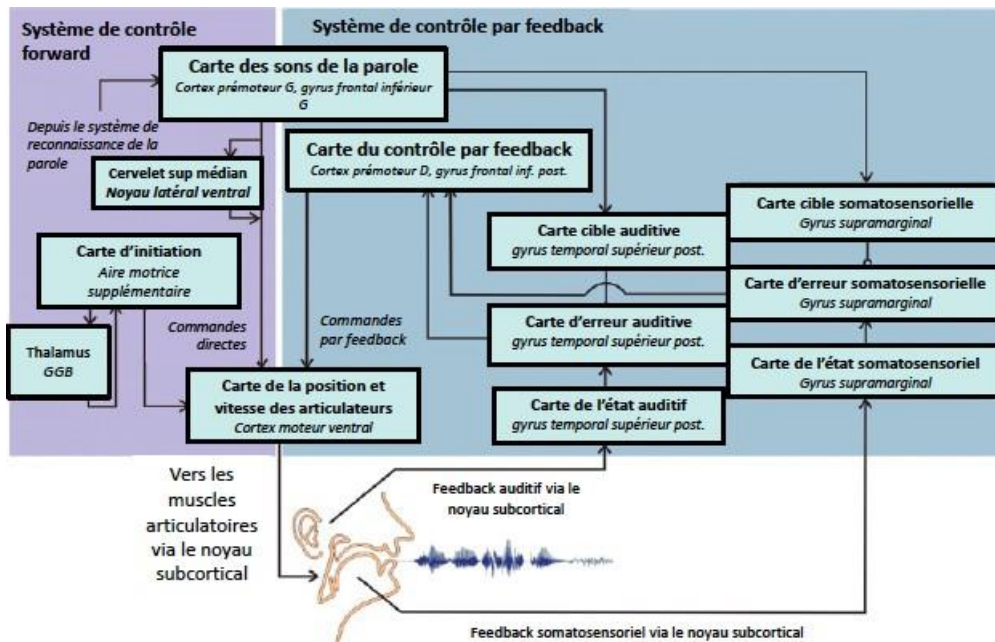 Système de contrôle
forward
Système de contrôle par feedback
Carte des sons de la parole
Cortex prémoteur G, gyrus frontal inférieur
G
Depuis le système de
reconnaissance de la
parole
Carte du contrôle par feedback
Cortex prémoteur D, gyrus frontal inf. post.
Cervelet sup médian
Noyau latéral ventral
Carte cible somatosensorielle
Gyrus supramarginal
Carte cible auditive
gyrus temporal supérieur post.
Carte d'initiation
Aire motrice
supplémentaire
Carte d'erreur somatosensorielle
Gyrus supramarginal
Commandes
directes
Commandes
par feedback
Carte d'erreur auditive
gyrus temporal supérieur post.
Thalamus
GGB
Carte de l'état somatosensoriel
Gyrus supramarginal
Carte de la position et
vitesse des articulateurs
Cortex moteur ventral
Carte de l'état auditif
gyrus temporal supérieur post.
Vers les
muscles
articulatoires
via le noyau
subcortical
Feedback auditif via le
noyau subcortical
Feedback somatosensoriel via le noyau subcortical